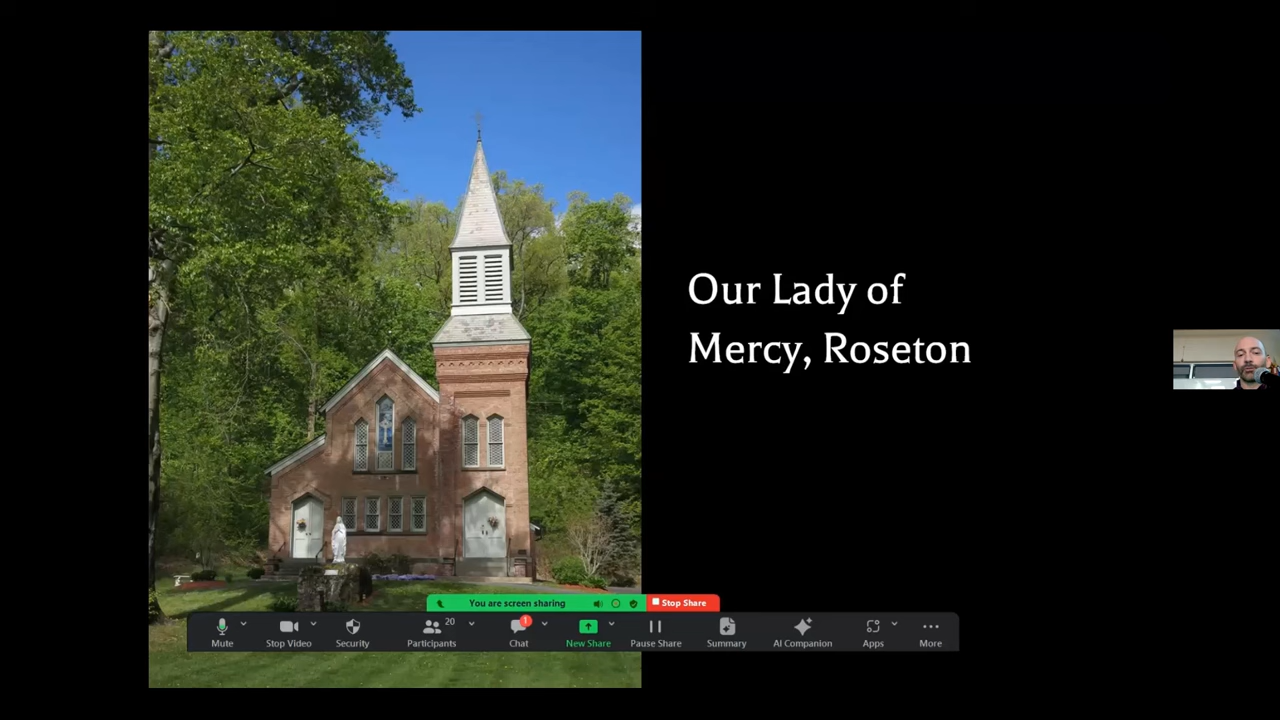 Our Lady of
Mercy, Roseton
You are screen sharing
Stop Share
Mute
Stop Video
Security
Participants
20
Chat
1
New Share
Pause Share
Summary
AI Companion
Apps
More